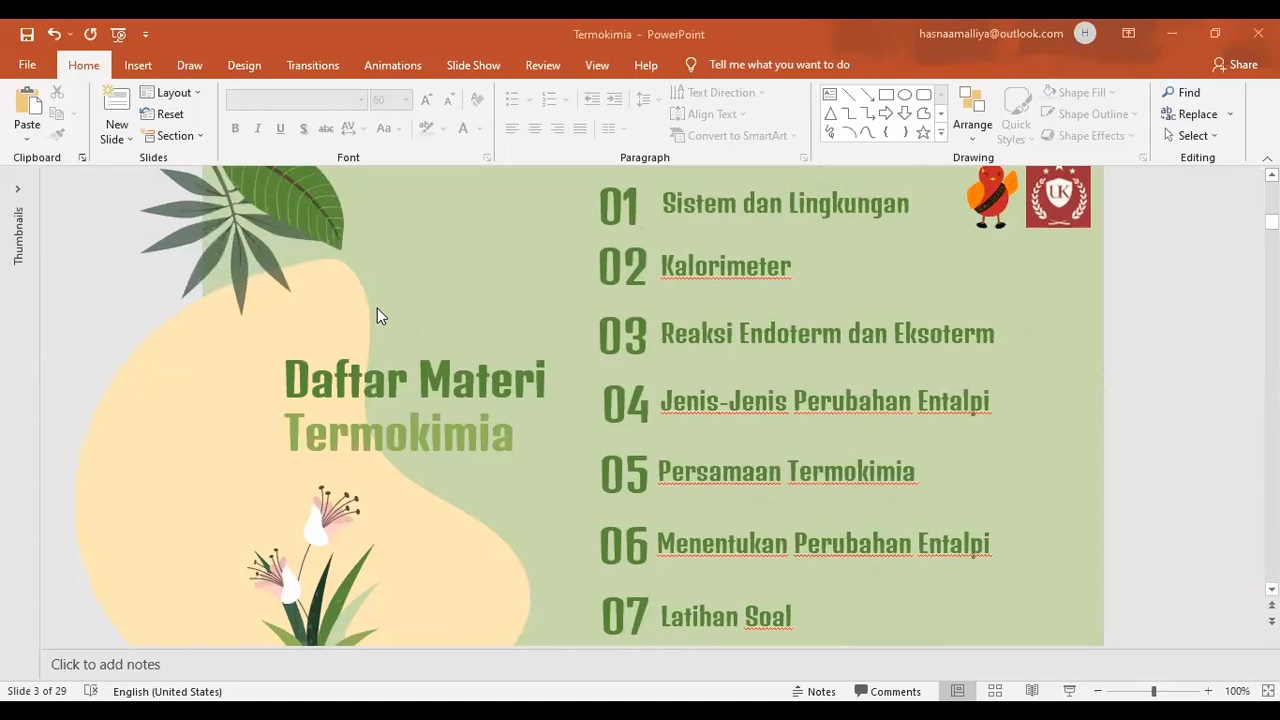 Termokimia - PowerPoint
hasnaamalliya@outlook.com
H
File Home Insert Draw Design Transitions Animations Slide Show Review View Help Tell me what you want to do Share
Paste
Clipboard
New Slide
Layout
Reset
Section
Slides
60
B I U S abc AV Aa A
Font
Text Direction
Align Text
Convert to SmartArt
Paragraph
Arrange
Quick Styles
Shape Fill
Shape Outline
Shape Effects
Drawing
Find
Replace
Select
Editing
Thumbnails
Daftar Materi
Termokimia
01 Sistem dan Lingkungan
02 Kalorimeter
03 Reaksi Endoterm dan Eksoterm
04 Jenis-Jenis Perubahan Entalpi
05 Persamaan Termokimia
06 Menentukan Perubahan Entalpi
07 Latihan Soal
UK
Click to add notes
Slide 3 of 29 English (United States) Notes Comments 100%